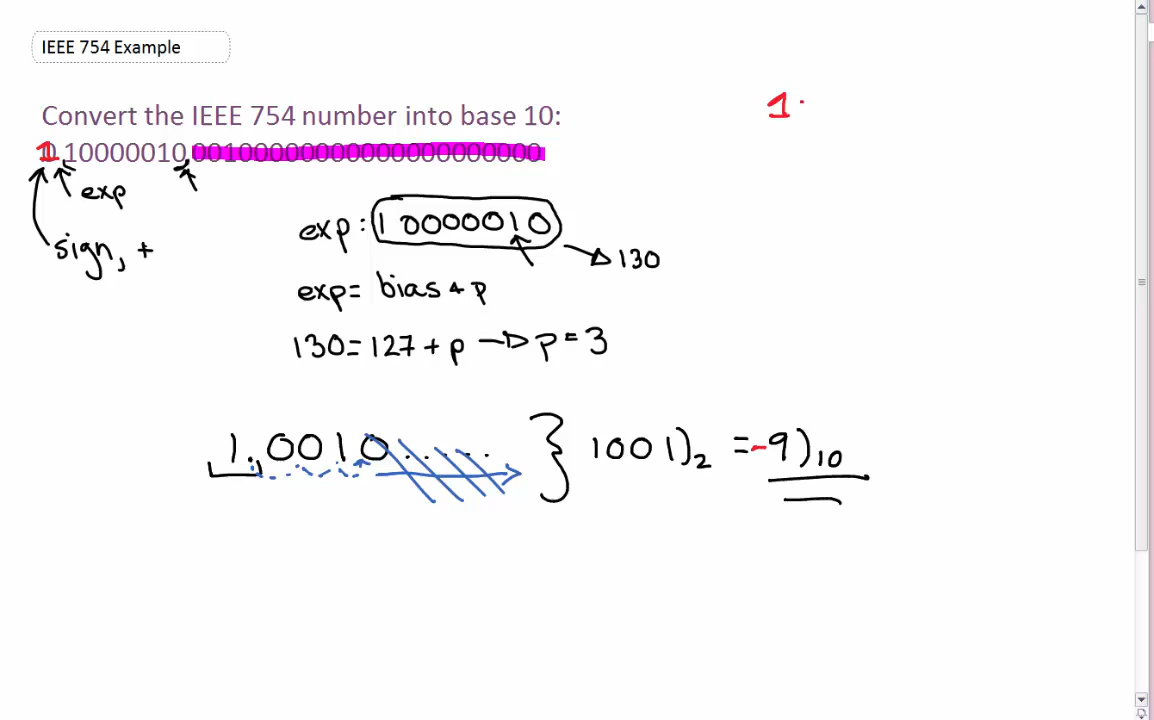 IEEE 754 Example
Convert the IEEE 754 number into base 10:
1
1 10000010 00100000000000000000000
exp
sign, +
exp: 10000010
130
exp= bias + p
130=127 + p → p = 3
1.0010.....
1001)2 = -9)10